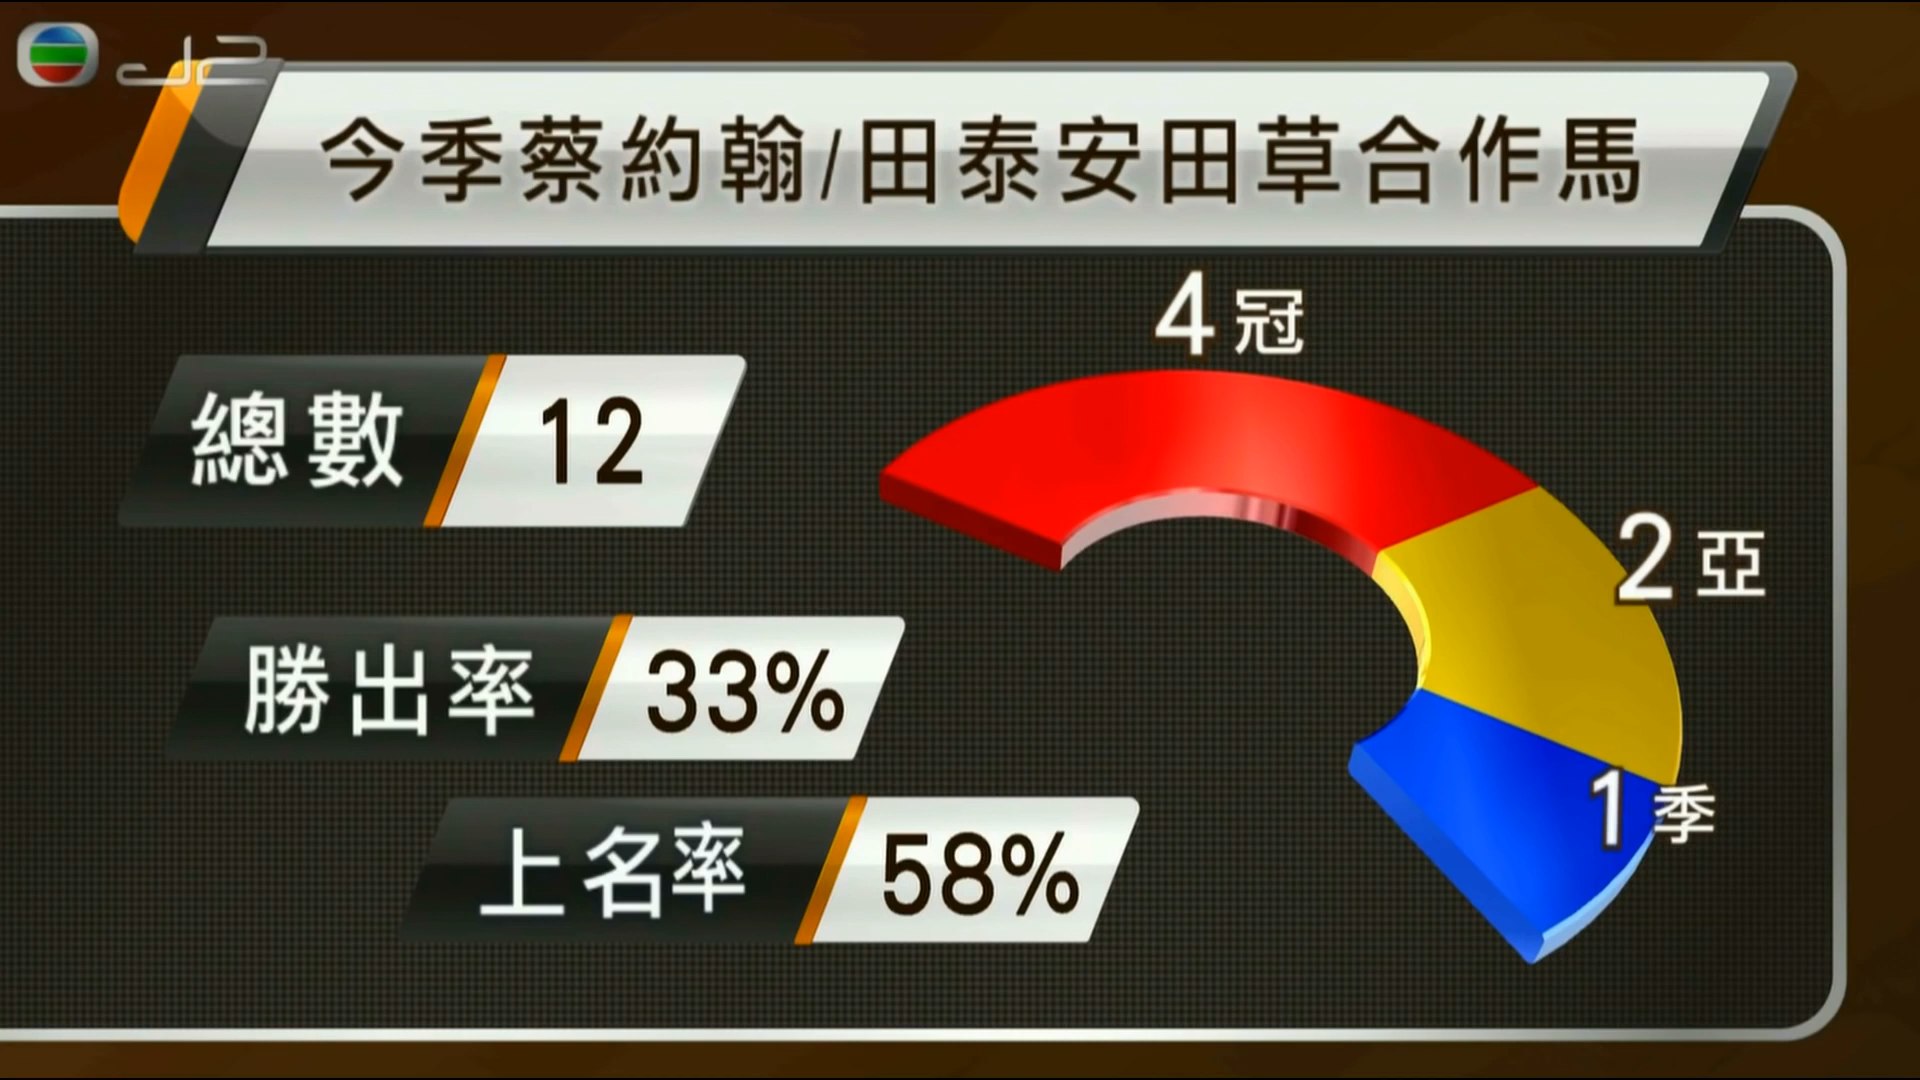 J2
今季蔡約翰/田泰安田草合作馬
4冠
總數 12
2亞
勝出率 33%
1季
上名率 58%